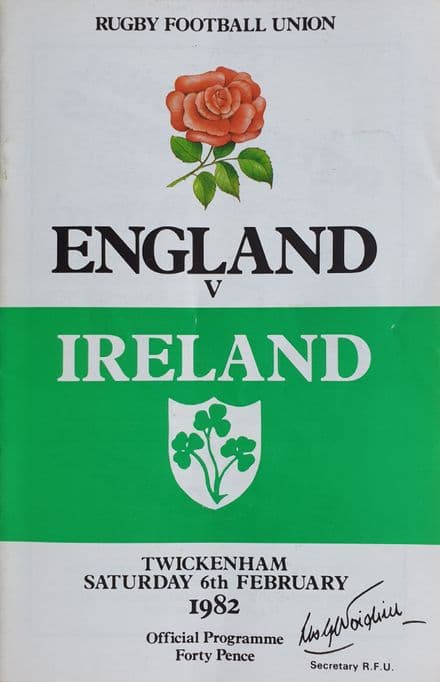 RUGBY FOOTBALL UNION
ENGLAND
V
IRELAND
TWICKENHAM
SATURDAY 6th FEBRUARY
1982
Official Programme
Forty Pence
Secretary R.F.U.